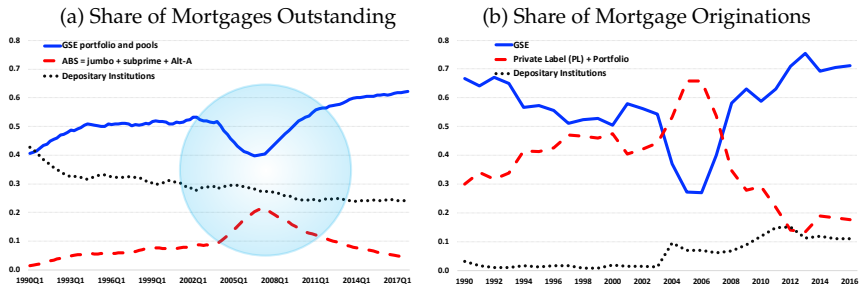 (a) Share of Mortgages Outstanding
0.8
0.7
0.6
0.5
0.4
0.3
0.2
0.1
0.0
GSE portfolio and pools
ABS = jumbo + subprime + Alt-A
Depositary Institutions
1990Q1 1993Q1 1996Q1 1999Q1 2002Q1 2005Q1 2008Q1 2011Q1 2014Q1 2017Q1
(b) Share of Mortgage Originations
0.8
0.7
0.6
0.5
0.4
0.3
0.2
0.1
0.0
GSE
Private Label (PL) + Portfolio
Depositary Institutions
1990 1992 1994 1996 1998 2000 2002 2004 2006 2008 2010 2012 2014 2016